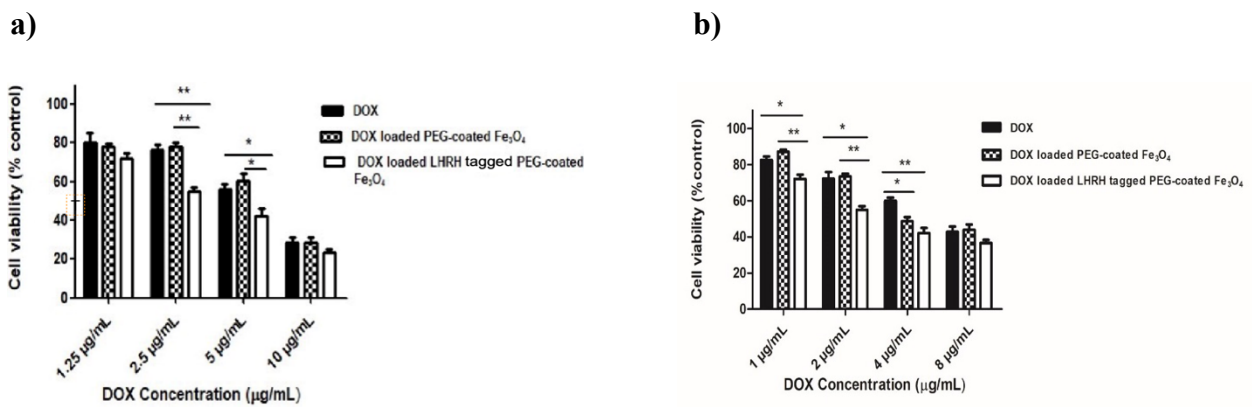 a)
Cell viability (% control)
100
80
60
40
20
0
**
**
*
*
DOX
DOX loaded PEG-coated Fe₃O₄
DOX loaded LHRH tagged PEG-coated
Fe₃O₄
1.25 µg/mL
2.5 µg/mL
5 µg/mL
10 µg/mL
DOX Concentration (µg/mL)
b)
Cell viability (%control)
100
80
60
40
20
0
*
**
*
**
**
*
DOX
DOX loaded PEG-coated Fe₃O₄
DOX loaded LHRH tagged PEG-coated Fe₃O₄
1 µg/mL
2 µg/mL
4 µg/mL
8 µg/mL
DOX Concentration (µg/mL)